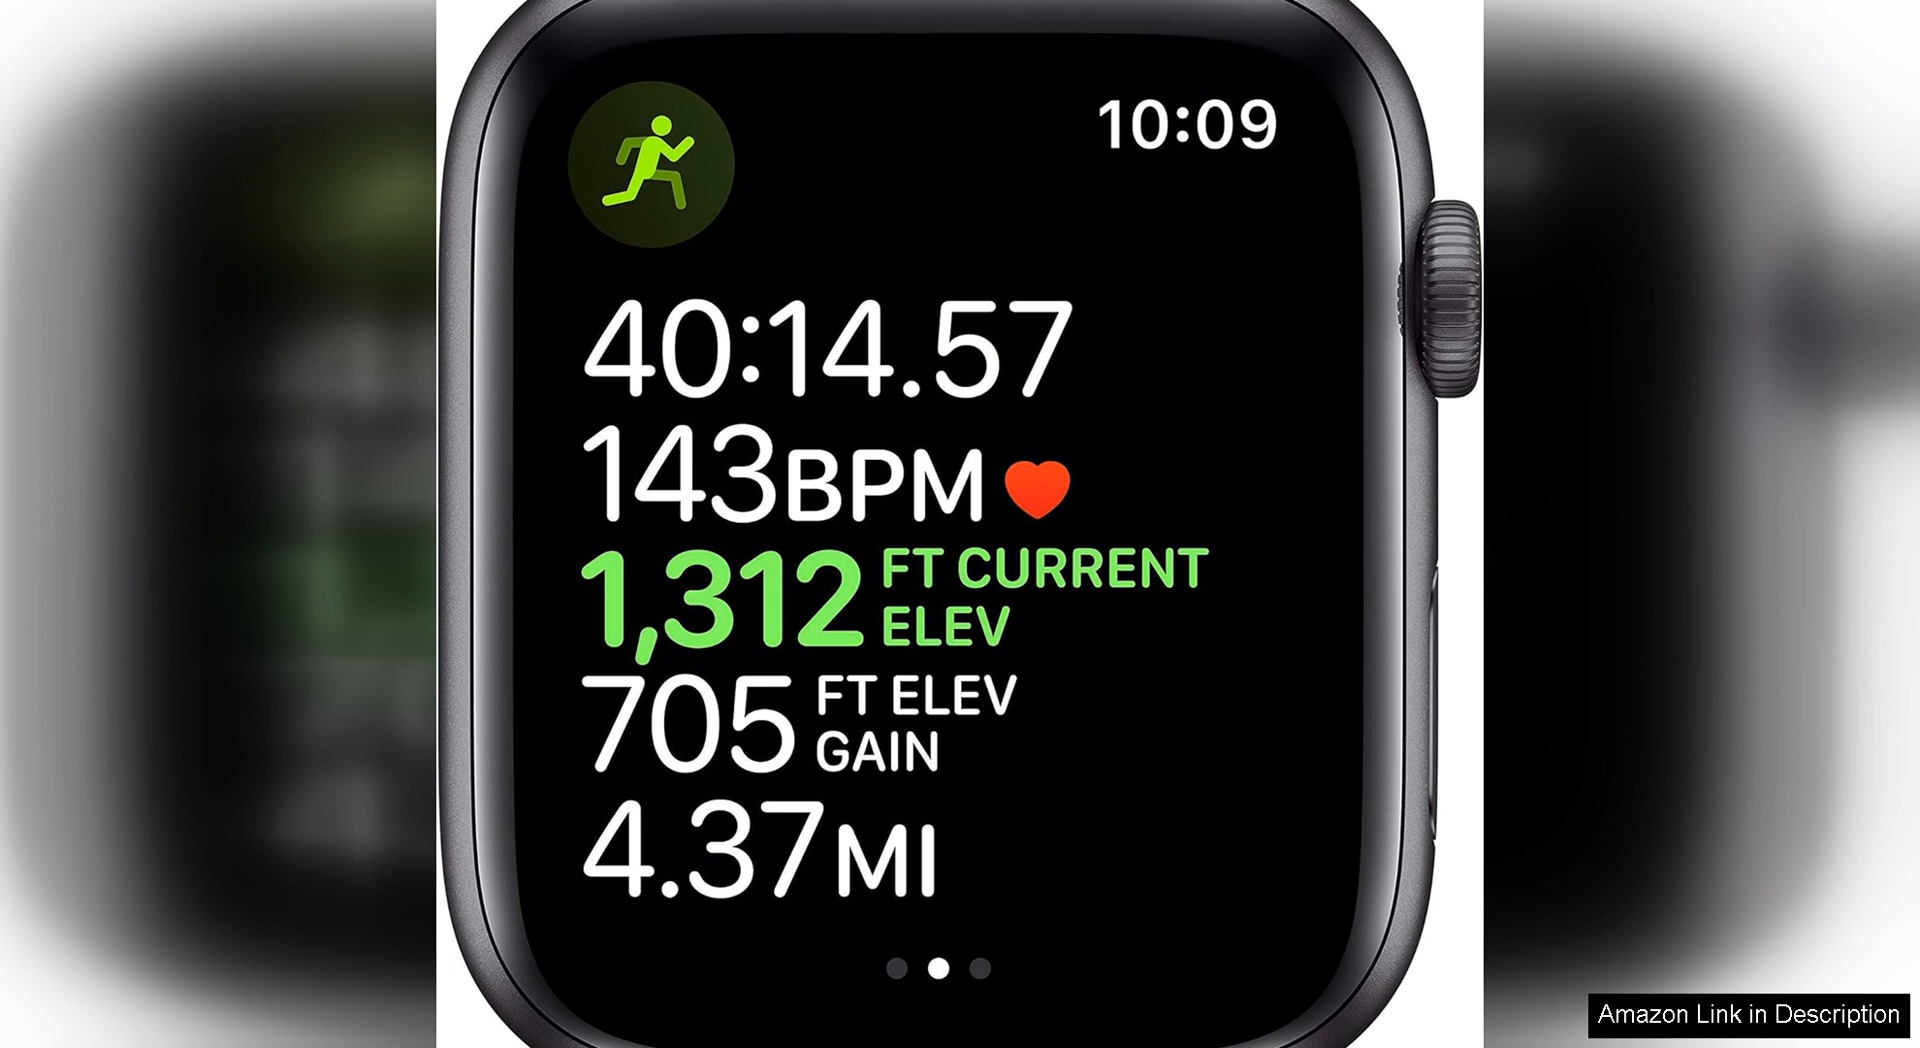 10:09
40:14.57
143BPM
1,312 FT CURRENT
ELEV
705 FT ELEV
GAIN
4.37MI
Amazon Link in Description